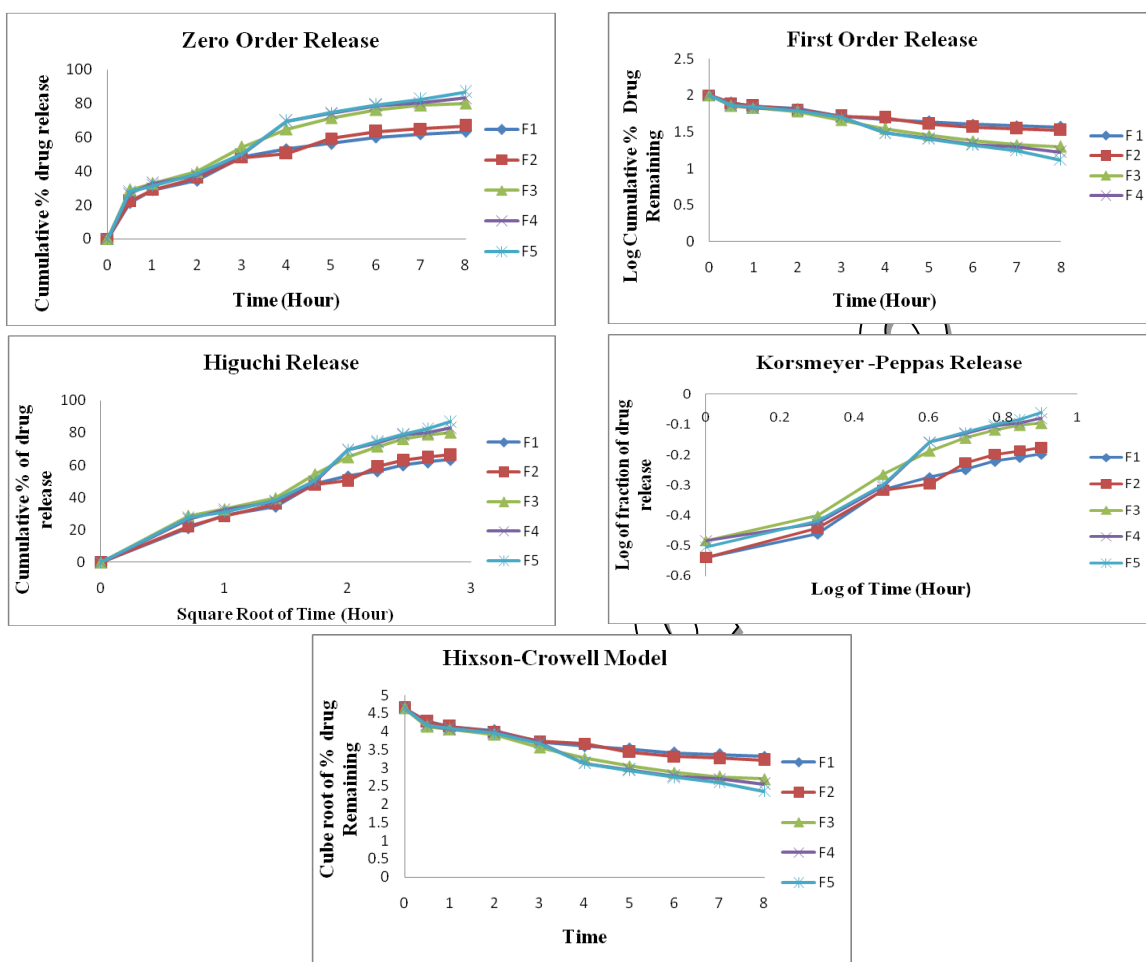 Zero Order Release
Cumulative % drug release
100
80
60
40
20
0
0 1 2 3 4 5 6 7 8
Time (Hour)
F1
F2
F3
F4
F5
First Order Release
Log Cumulative % Drug
Remaining
2.5
2
1.5
1
0.5
0
0 1 2 3 4 5 6 7 8
Time (Hour)
F1
F2
F3
F4
Higuchi Release
Cumulative % of drug
release
100
80
60
40
20
0
0 1 2 3
Square Root of Time (Hour)
F1
F2
F3
F4
F5
Korsmeyer -Peppas Release
Log of fraction of drug
release
0
-0.1
-0.2
-0.3
-0.4
-0.5
-0.6
0 0.2 0.4 0.6 0.8 1
Log of Time (Hour)
F1
F2
F3
F4
F5
Hixson-Crowell Model
Cube root of % drug
Remaining
5
4.5
4
3.5
3
2.5
2
1.5
1
0.5
0
0 1 2 3 4 5 6 7 8
Time
F1
F2
F3
F4
F5